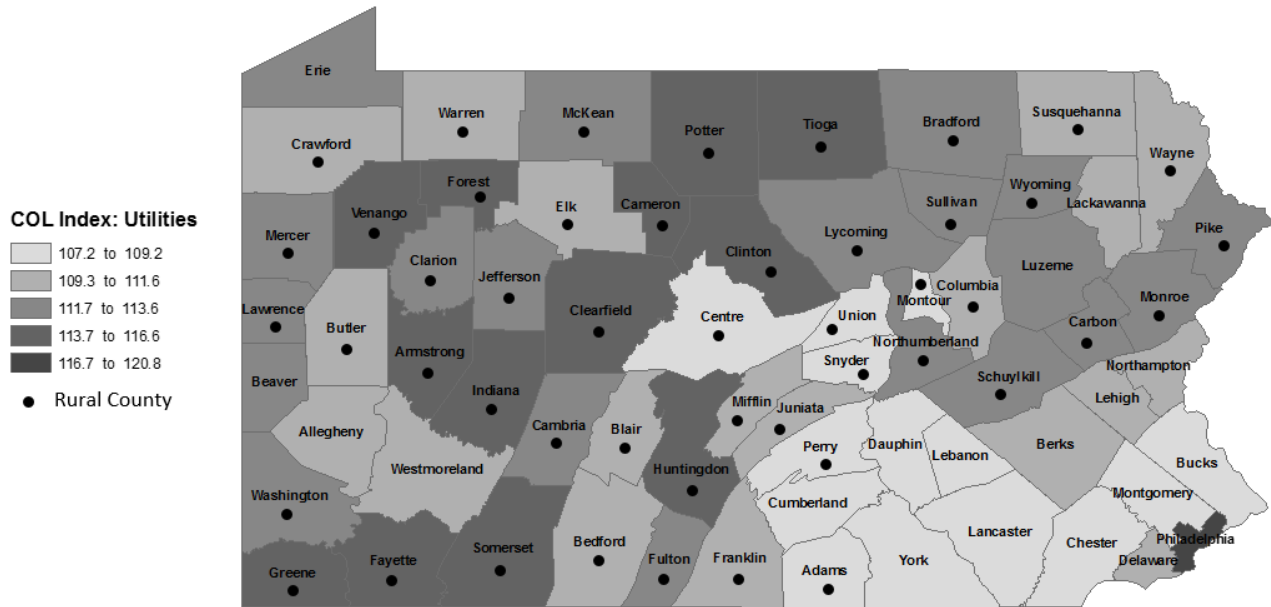 COL Index: Utilities
107.2 to 109.2
109.3 to 111.6
111.7 to 113.6
113.7 to 116.6
116.7 to 120.8
Rural County
Erie
Warren
McKean
Potter
Tioga
Bradford
Susquehanna
Crawford
Wayne
Forest
Wyoming
Venango
Elk
Cameron
Sullivan
Lackawanna
Mercer
Clarion
Jefferson
Clinton
Lycoming
Pike
Luzerne
Lawrence
Butler
Clearfield
Centre
Union
Montour
Columbia
Monroe
Carbon
Armstrong
Northumberland
Beaver
Indiana
Snyder
Schuylkill
Northampton
Allegheny
Cambria
Blair
Mifflin
Juniata
Lehigh
Westmoreland
Huntingdon
Perry
Dauphin
Lebanon
Berks
Bucks
Washington
Cumberland
Montgomery
Greene
Fayette
Somerset
Bedford
Fulton
Franklin
Adams
York
Lancaster
Chester
Delaware
Philadelphia